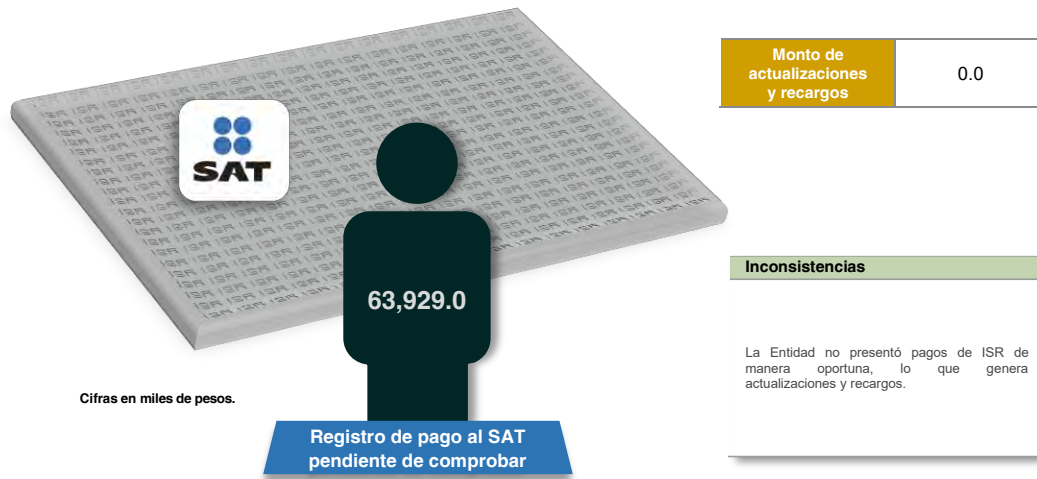 SAT
63,929.0
Cifras en miles de pesos.
Registro de pago al SAT
pendiente de comprobar
Monto de
actualizaciones
y recargos
0.0
Inconsistencias
La Entidad no presentó pagos de ISR de
manera oportuna, lo que genera
actualizaciones y recargos.